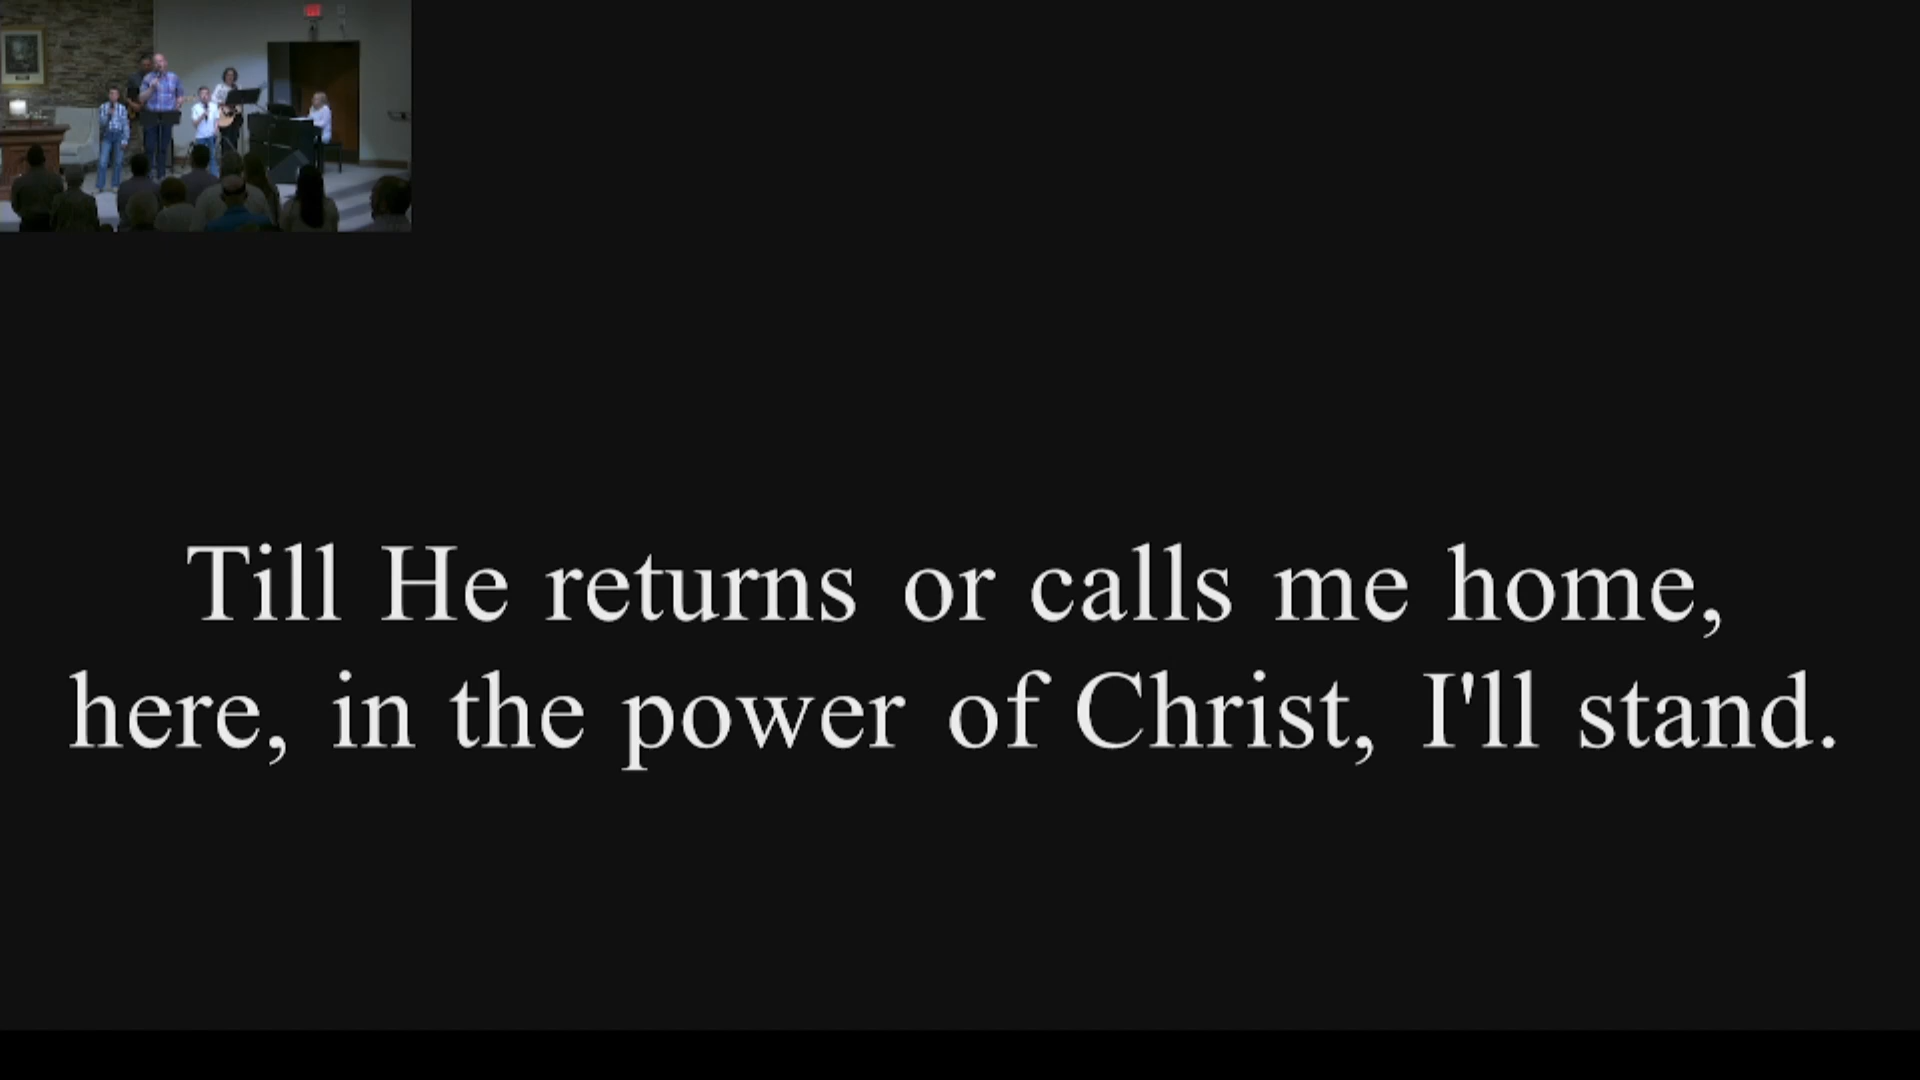 Till He returns or calls me home,
here, in the power of Christ, I'll stand.